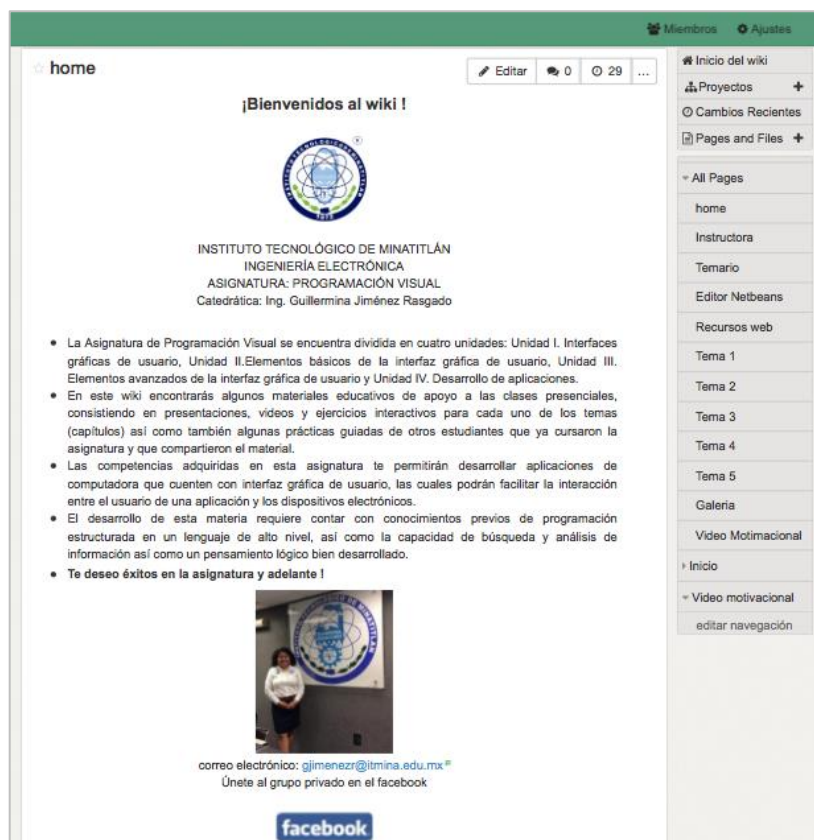 Miembros Ajustes
home
Editar 0 29 ...
¡Bienvenidos al wiki !
INSTITUTO TECNOLÓGICO DE MINATITLÁN
INGENIERÍA ELECTRÓNICA
ASIGNATURA: PROGRAMACIÓN VISUAL
Catedrática: Ing. Guillermina Jiménez Rasgado
La Asignatura de Programación Visual se encuentra dividida en cuatro unidades: Unidad I. Interfaces
gráficas de usuario, Unidad II.Elementos básicos de la interfaz gráfica de usuario, Unidad III.
Elementos avanzados de la interfaz gráfica de usuario y Unidad IV. Desarrollo de aplicaciones.
En este wiki encontrarás algunos materiales educativos de apoyo a las clases presenciales,
consistiendo en presentaciones, videos y ejercicios interactivos para cada uno de los temas
(capítulos) así como también algunas prácticas guiadas de otros estudiantes que ya cursaron la
asignatura y que compartieron el material.
Las competencias adquiridas en esta asignatura te permitirán desarrollar aplicaciones de
computadora que cuenten con interfaz gráfica de usuario, las cuales podrán facilitar la interacción
entre el usuario de una aplicación y los dispositivos electrónicos.
El desarrollo de esta materia requiere contar con conocimientos previos de programación
estructurada en un lenguaje de alto nivel, así como la capacidad de búsqueda y análisis de
información así como un pensamiento lógico bien desarrollado.
Te deseo éxitos en la asignatura y adelante !
correo electrónico: gjimenezr@itmina.edu.mx
Únete al grupo privado en el facebook
facebook
Inicio del wiki
Proyectos +
Cambios Recientes
Pages and Files +
All Pages
home
Instructora
Temario
Editor Netbeans
Recursos web
Tema 1
Tema 2
Tema 3
Tema 4
Tema 5
Galeria
Video Motimacional
Inicio
Video motivacional
editar navegación